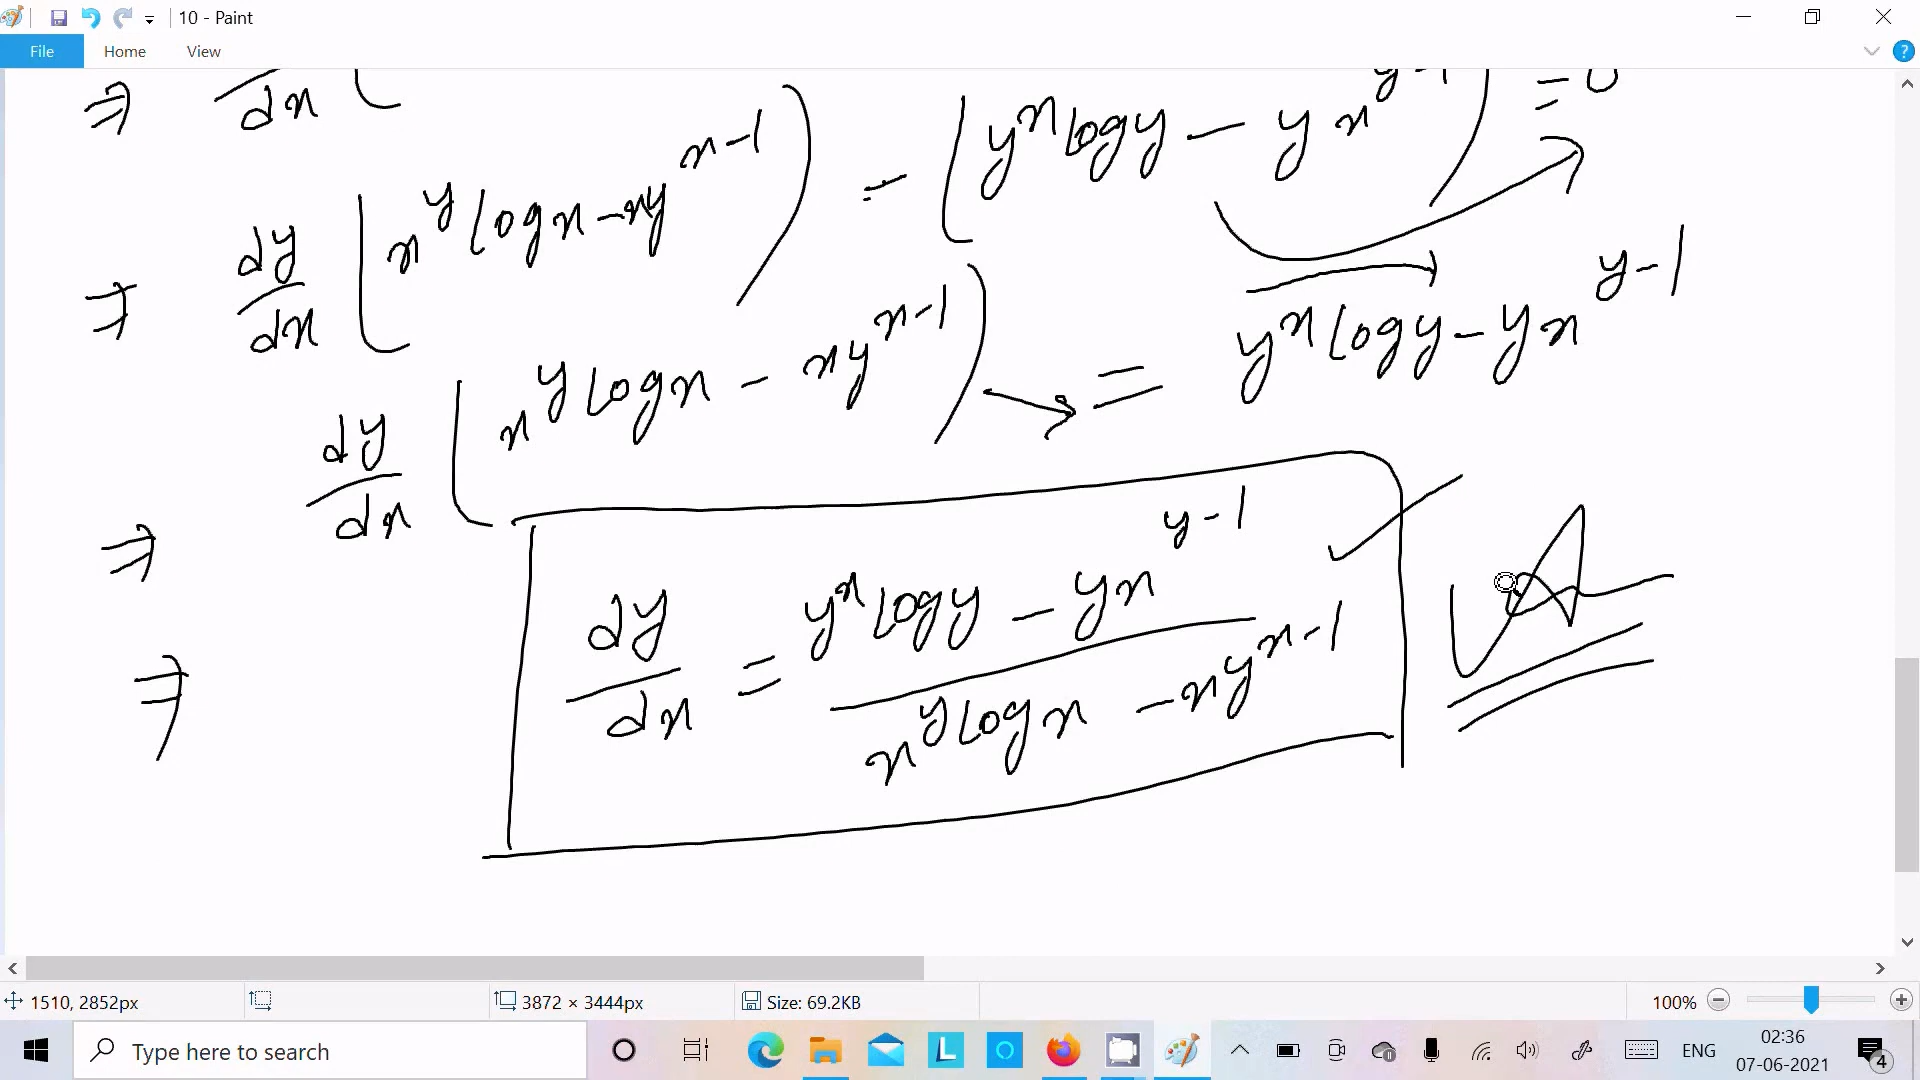 10 - Paint
File Home View
⇒ dx (
dy/dx (x^y log x - xy^(x-1)) - (y^x log y - y x^(y-1)) = 0
⇒ dy/dx (x^y log x - xy^(x-1)) = y^x log y - yx^(y-1)
⇒
⇒ dy/dx = (y^x log y - yx^(y-1)) / (x^y log x - xy^(x-1))
1510, 2852px 3872 × 3444px Size: 69.2KB 100%
Type here to search
L
ENG
02:36
07-06-2021
4